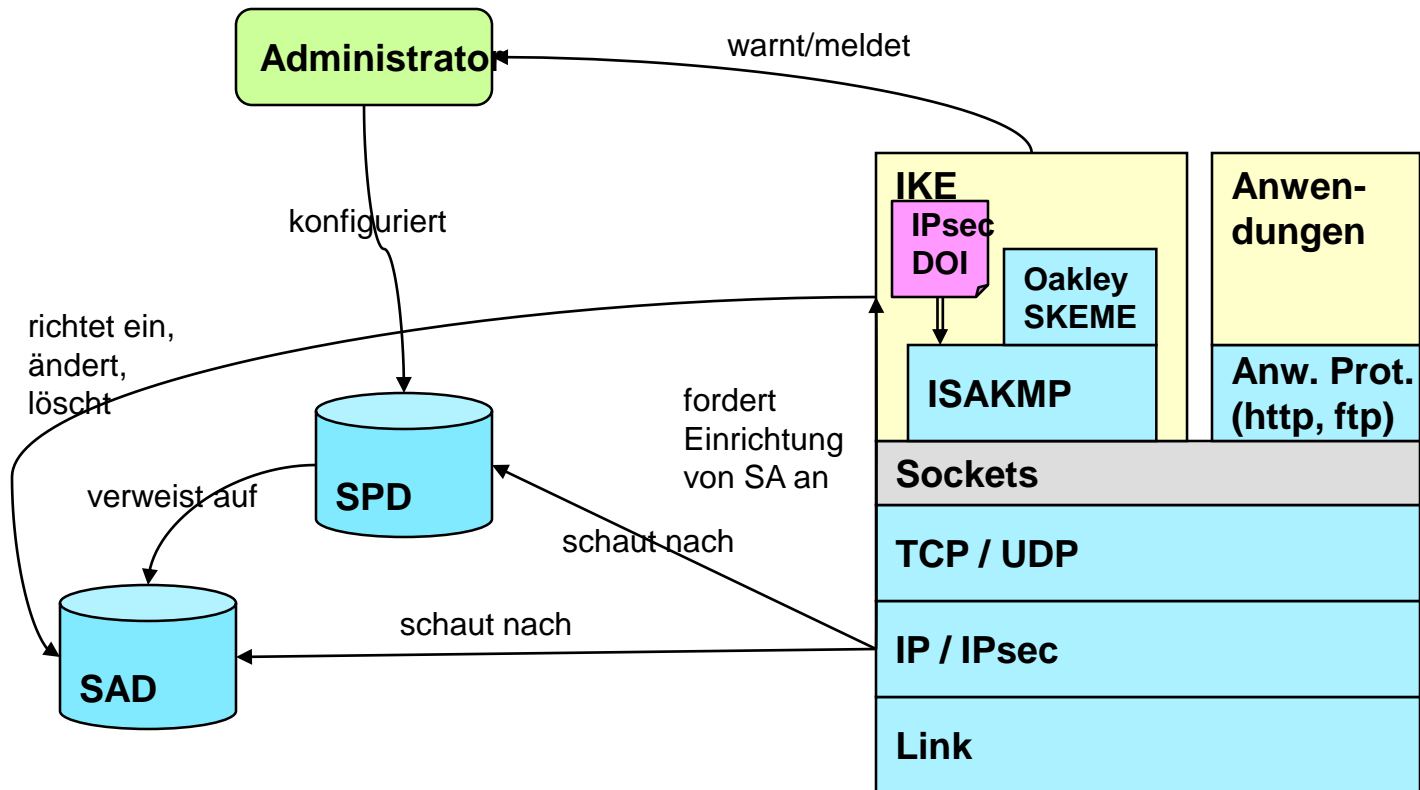 Administrator
warnt/meldet
konfiguriert
IKE
IPsec
DOI
Oakley
SKEME
ISAKMP
Anwen-
dungen
Anw. Prot.
(http, ftp)
richtet ein,
ändert,
löscht
fordert
Einrichtung
von SA an
Sockets
verweist auf
SPD
schaut nach
TCP / UDP
schaut nach
IP / IPsec
SAD
Link